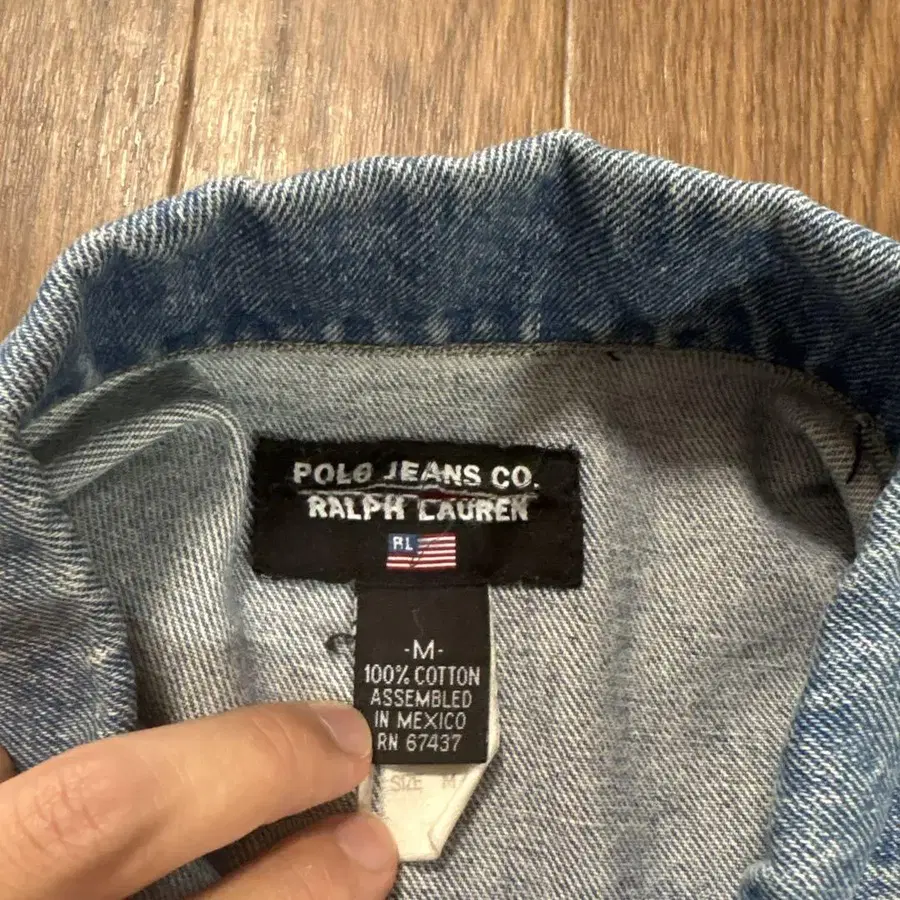 POLO JEANS CO.
RALPH LAUREN
RL
-M-
100% COTTON
ASSEMBLED
IN MEXICO
RN 67437
SIZE M